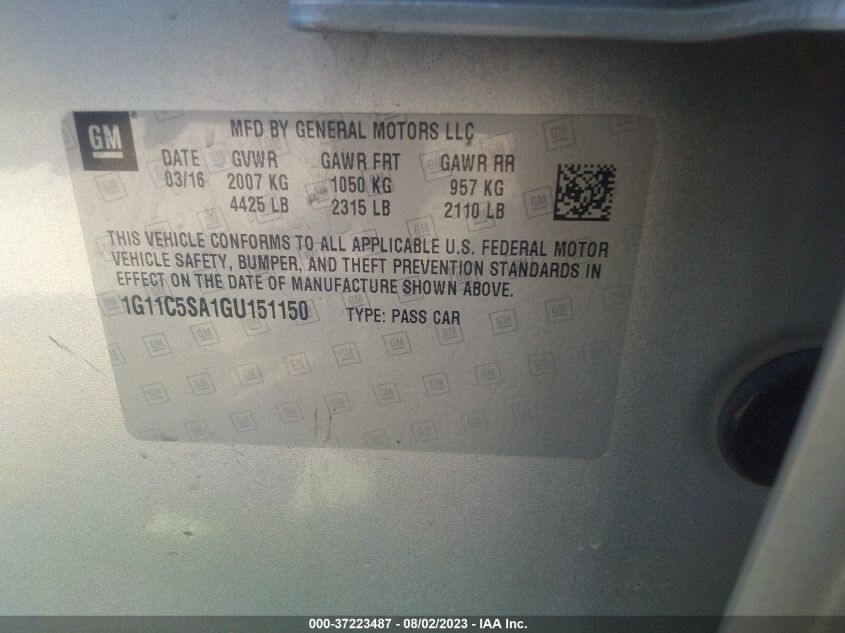 GM
MFD BY GENERAL MOTORS LLC
DATE GVWR GAWR FRT GAWR RR
03/16 2007 KG 1050 KG 957 KG
4425 LB 2315 LB 2110 LB
THIS VEHICLE CONFORMS TO ALL APPLICABLE U.S. FEDERAL MOTOR
VEHICLE SAFETY, BUMPER, AND THEFT PREVENTION STANDARDS IN
EFFECT ON THE DATE OF MANUFACTURE SHOWN ABOVE.
1G11C5SA1GU151150 TYPE: PASS CAR
000-37223487 - 08/02/2023 - IAA Inc.